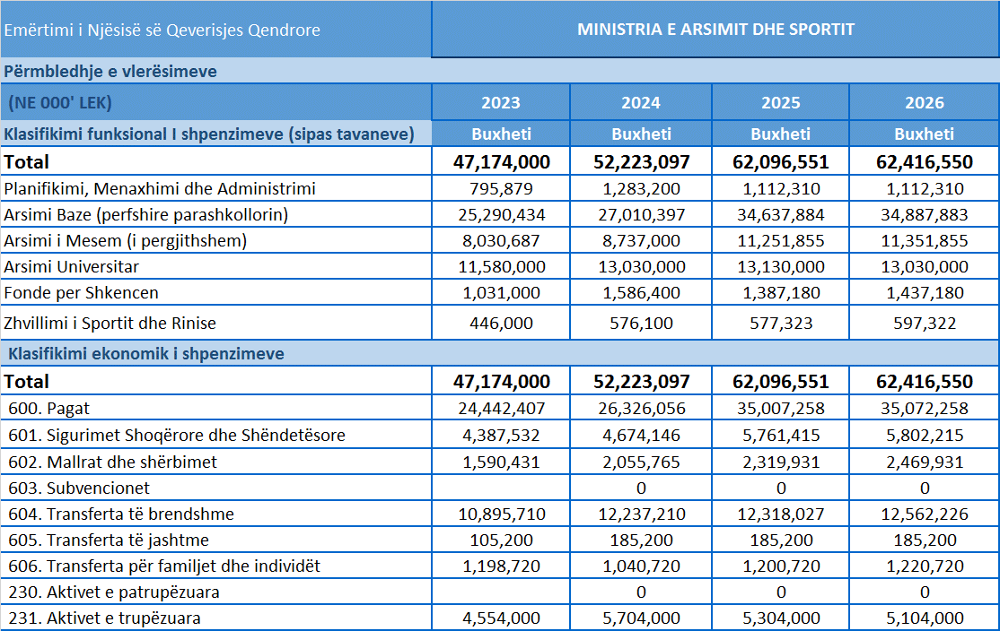 Emërtimi i Njësisë së Qeverisjes Qendrore MINISTRIA E ARSIMIT DHE SPORTIT
Përmbledhje e vlerësimeve
(NE 000' LEK) 2023 2024 2025 2026
Klasifikimi funksional I shpenzimeve (sipas tavaneve) Buxheti Buxheti Buxheti Buxheti
Total 47,174,000 52,223,097 62,096,551 62,416,550
Planifikimi, Menaxhimi dhe Administrimi 795,879 1,283,200 1,112,310 1,112,310
Arsimi Baze (perfshire parashkollorin) 25,290,434 27,010,397 34,637,884 34,887,883
Arsimi i Mesem (i pergjithshem) 8,030,687 8,737,000 11,251,855 11,351,855
Arsimi Universitar 11,580,000 13,030,000 13,130,000 13,030,000
Fonde per Shkencen 1,031,000 1,586,400 1,387,180 1,437,180
Zhvillimi i Sportit dhe Rinise 446,000 576,100 577,323 597,322
Klasifikimi ekonomik i shpenzimeve
Total 47,174,000 52,223,097 62,096,551 62,416,550
600. Pagat 24,442,407 26,326,056 35,007,258 35,072,258
601. Sigurimet Shoqërore dhe Shëndetësore 4,387,532 4,674,146 5,761,415 5,802,215
602. Mallrat dhe shërbimet 1,590,431 2,055,765 2,319,931 2,469,931
603. Subvencionet 0 0 0
604. Transferta të brendshme 10,895,710 12,237,210 12,318,027 12,562,226
605. Transferta të jashtme 105,200 185,200 185,200 185,200
606. Transferta për familjet dhe individët 1,198,720 1,040,720 1,200,720 1,220,720
230. Aktivet e patrupëzuara 0 0 0
231. Aktivet e trupëzuara 4,554,000 5,704,000 5,304,000 5,104,000